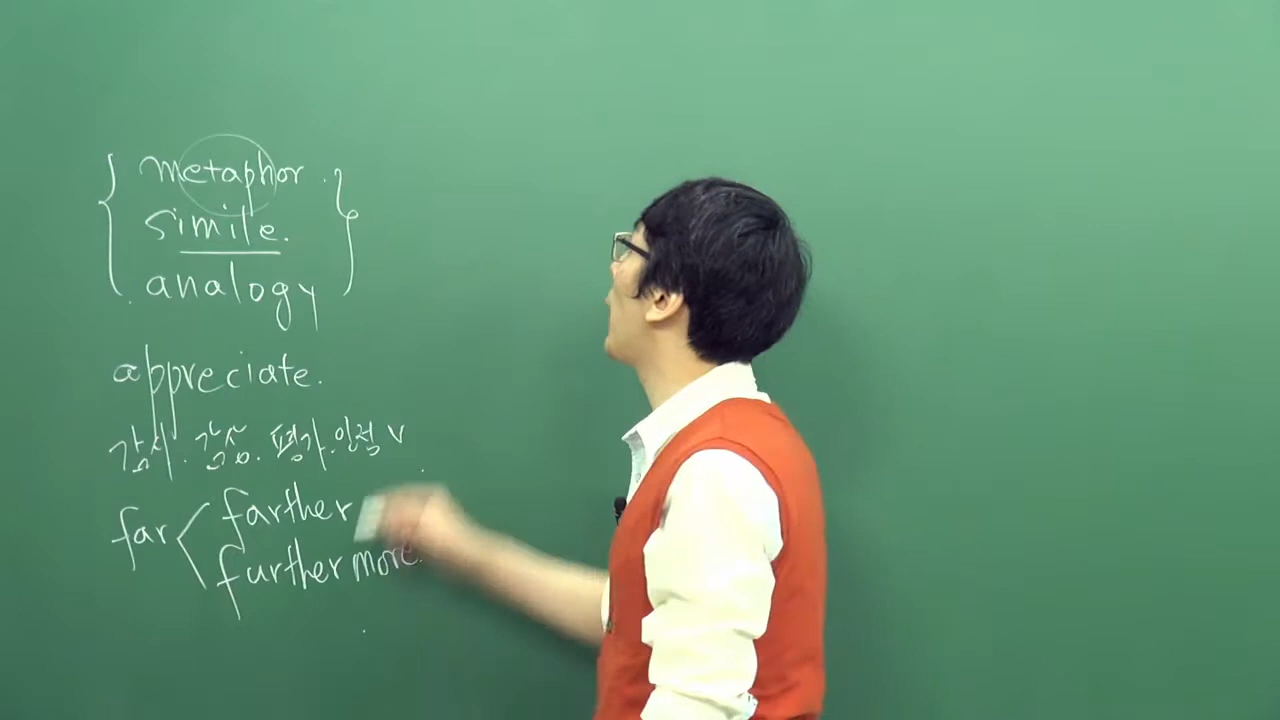 metaphor.
simile.
analogy
appreciate.
감사. 감상. 평가. 인정 v
far < farther
furthermore.